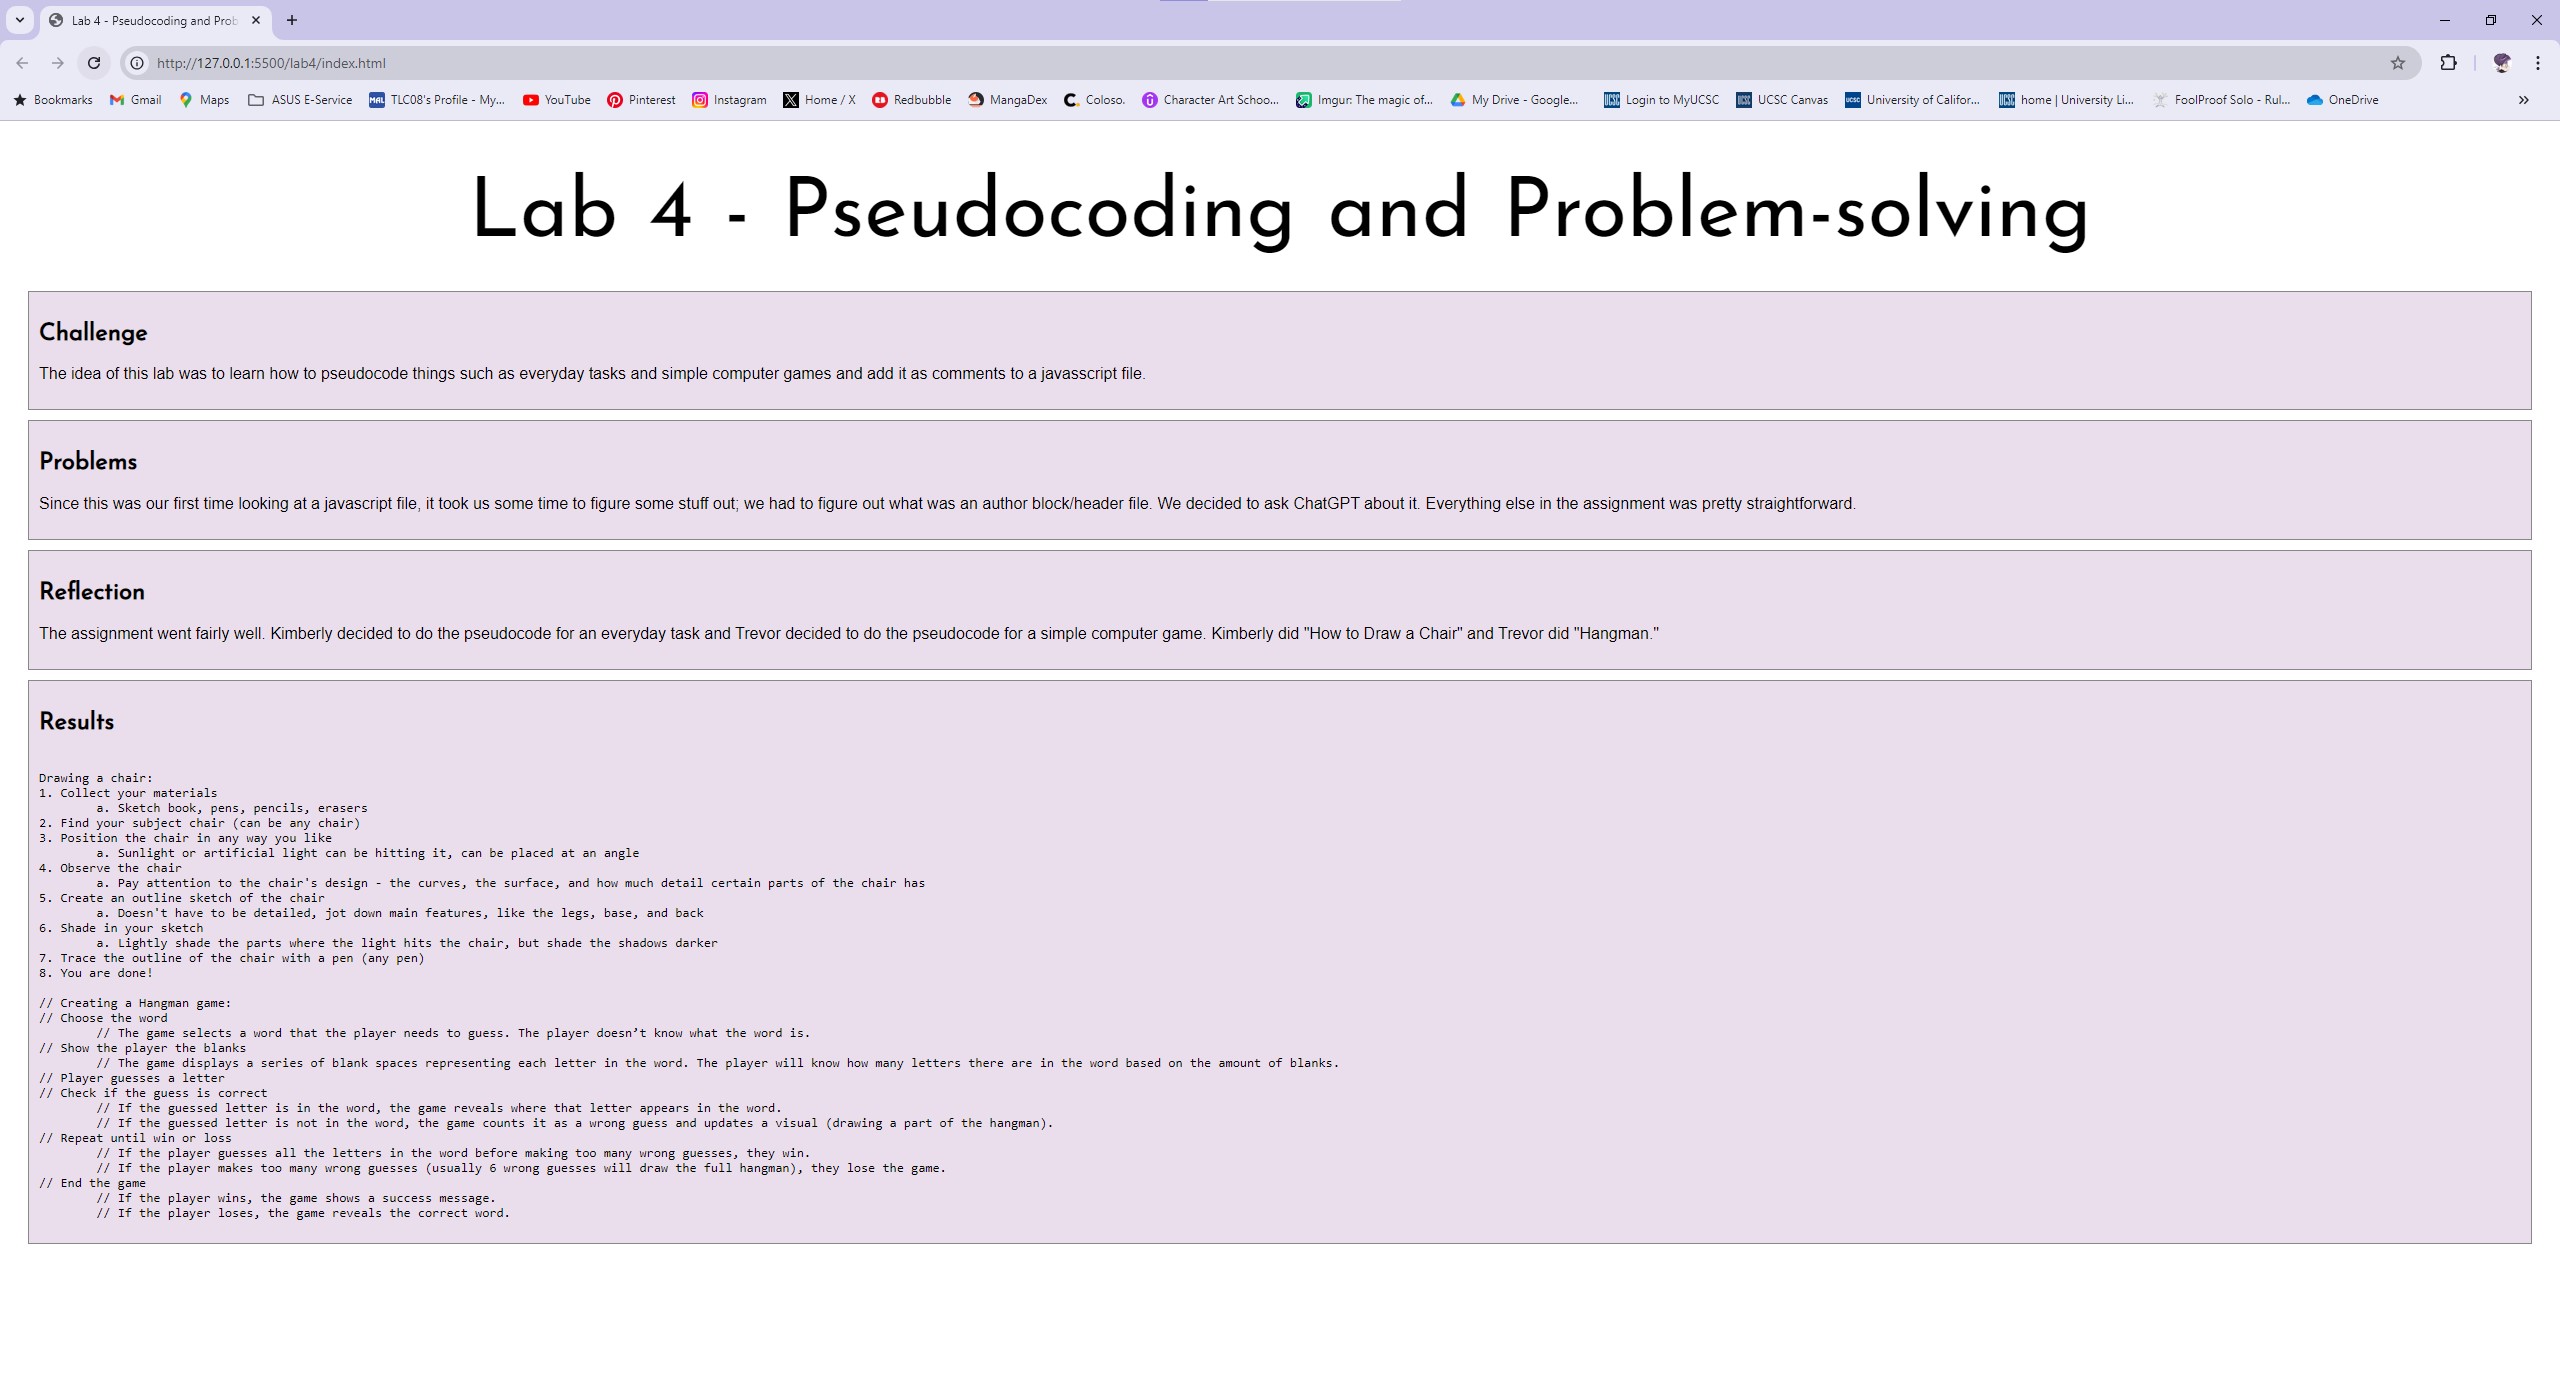 Lab 4 - Pseudocoding and Prob
http://127.0.0.1:5500/lab4/index.html
Bookmarks Gmail Maps ASUS E-Service TLC08's Profile - My... YouTube Pinterest Instagram Home / X Redbubble MangaDex Coloso. Character Art Schoo... Imgur: The magic of... My Drive - Google... Login to MyUCSC UCSC Canvas University of Califor... home | University Li... FoolProof Solo - Rul... OneDrive
Lab 4 - Pseudocoding and Problem-solving
Challenge
The idea of this lab was to learn how to pseudocode things such as everyday tasks and simple computer games and add it as comments to a javasscript file.
Problems
Since this was our first time looking at a javascript file, it took us some time to figure some stuff out; we had to figure out what was an author block/header file. We decided to ask ChatGPT about it. Everything else in the assignment was pretty straightforward.
Reflection
The assignment went fairly well. Kimberly decided to do the pseudocode for an everyday task and Trevor decided to do the pseudocode for a simple computer game. Kimberly did "How to Draw a Chair" and Trevor did "Hangman."
Results
Drawing a chair:
1. Collect your materials
a. Sketch book, pens, pencils, erasers
2. Find your subject chair (can be any chair)
3. Position the chair in any way you like
a. Sunlight or artificial light can be hitting it, can be placed at an angle
4. Observe the chair
a. Pay attention to the chair's design - the curves, the surface, and how much detail certain parts of the chair has
5. Create an outline sketch of the chair
a. Doesn't have to be detailed, jot down main features, like the legs, base, and back
6. Shade in your sketch
a. Lightly shade the parts where the light hits the chair, but shade the shadows darker
7. Trace the outline of the chair with a pen (any pen)
8. You are done!
// Creating a Hangman game:
// Choose the word
// The game selects a word that the player needs to guess. The player doesn’t know what the word is.
// Show the player the blanks
// The game displays a series of blank spaces representing each letter in the word. The player will know how many letters there are in the word based on the amount of blanks.
// Player guesses a letter
// Check if the guess is correct
// If the guessed letter is in the word, the game reveals where that letter appears in the word.
// If the guessed letter is not in the word, the game counts it as a wrong guess and updates a visual (drawing a part of the hangman).
// Repeat until win or loss
// If the player guesses all the letters in the word before making too many wrong guesses, they win.
// If the player makes too many wrong guesses (usually 6 wrong guesses will draw the full hangman), they lose the game.
// End the game
// If the player wins, the game shows a success message.
// If the player loses, the game reveals the correct word.